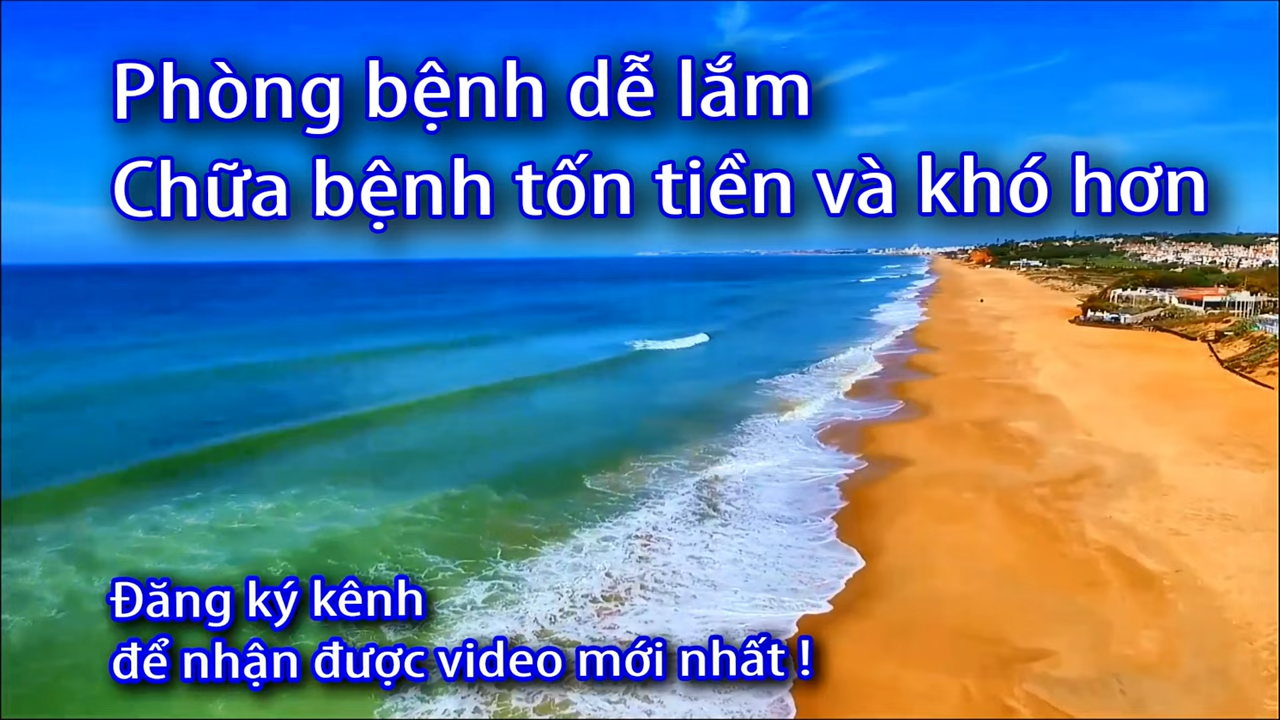 Phòng bệnh dễ lắm
Chữa bệnh tốn tiền và khó hơn
Đăng ký kênh
để nhận được video mới nhất !